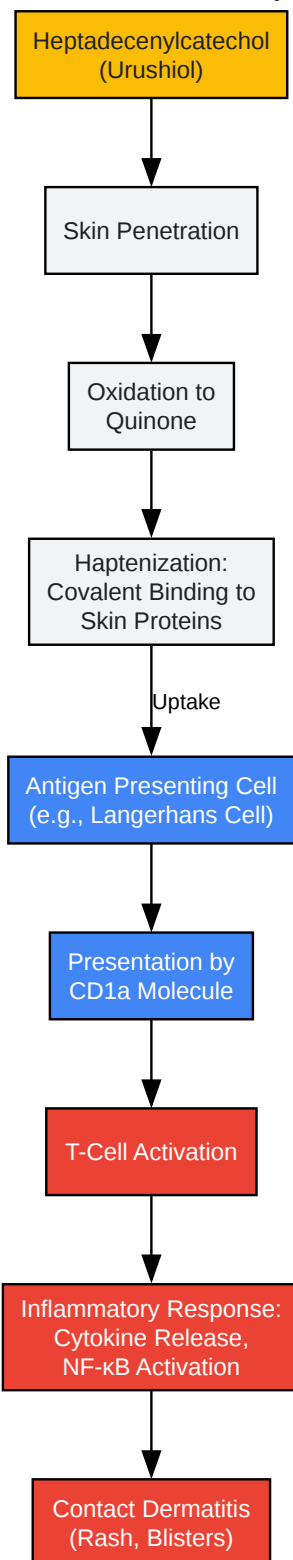 Heptadecenylcatechol
(Urushiol)
Skin Penetration
Oxidation to
Quinone
Haptenization:
Covalent Binding to
Skin Proteins
Uptake
Antigen Presenting Cell
(e.g., Langerhans Cell)
Presentation by
CD1a Molecule
T-Cell Activation
Inflammatory Response:
Cytokine Release,
NF-κB Activation
Contact Dermatitis
(Rash, Blisters)